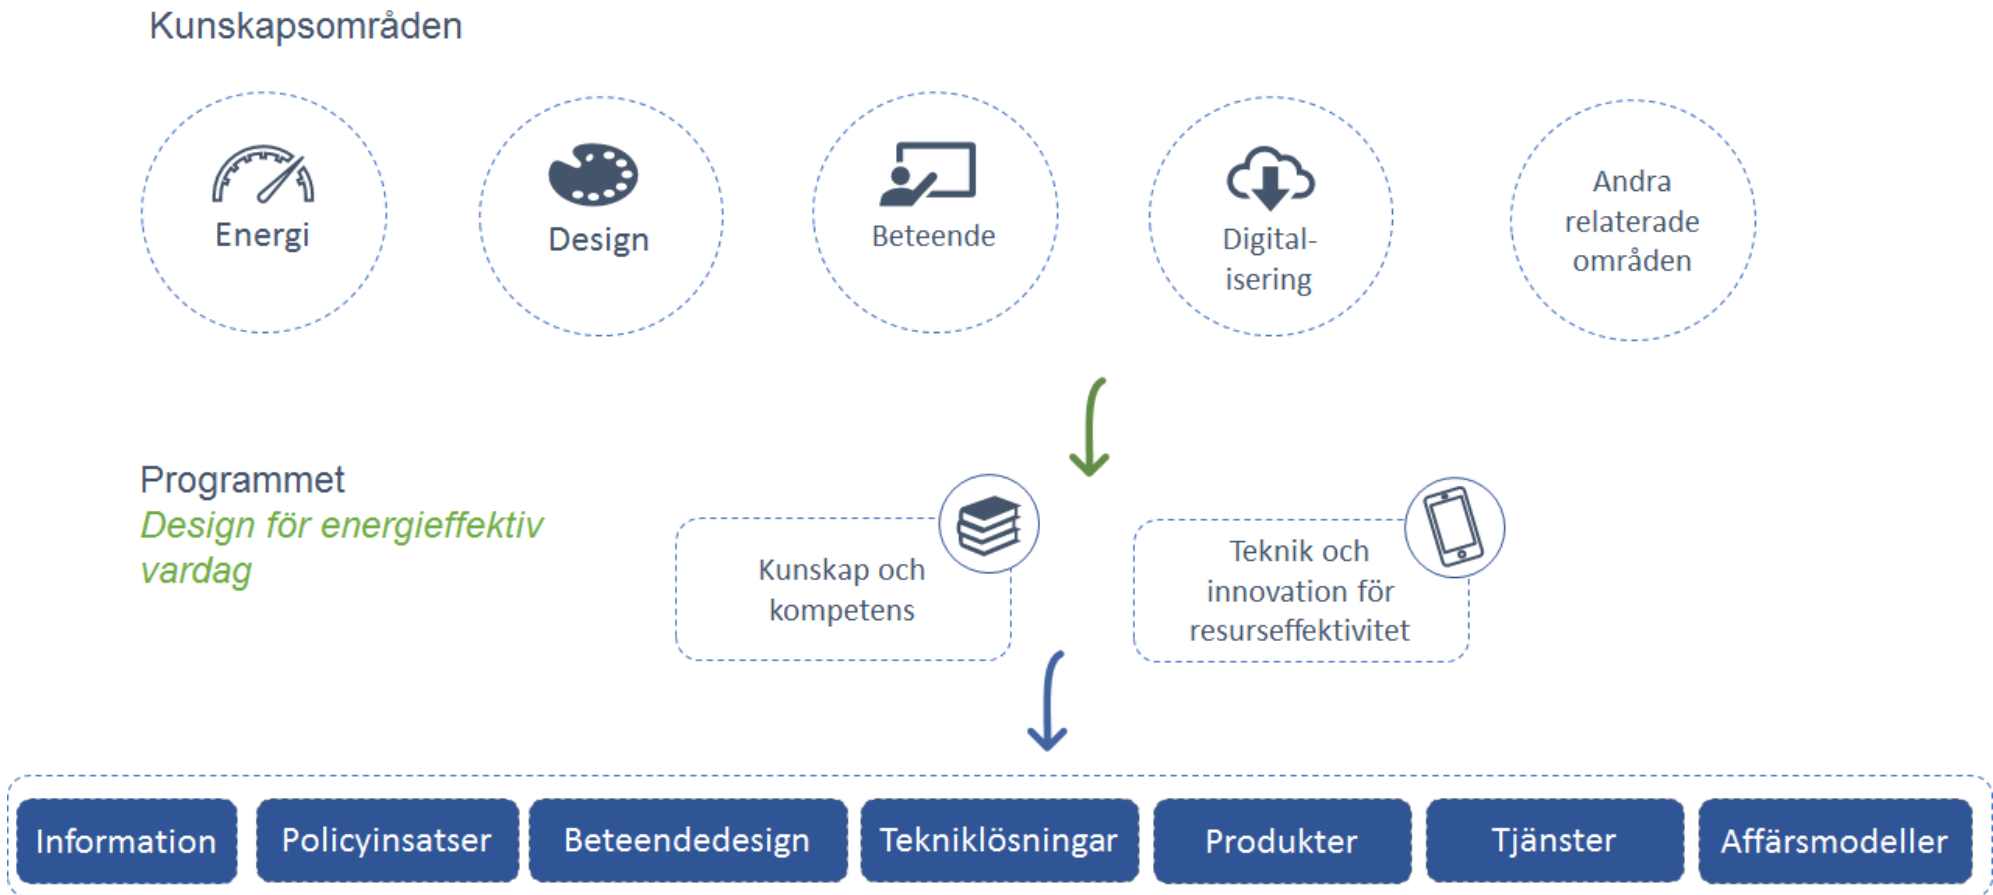 Kunskapsområden
Energi
Design
Beteende
Digital-
isering
Andra
relaterade
områden
Programmet
Design för energieffektiv
vardag
Kunskap och
kompetens
Teknik och
innovation för
resurseffektivitet
Information
Policyinsatser
Beteendedesign
Tekniklösningar
Produkter
Tjänster
Affärsmodeller